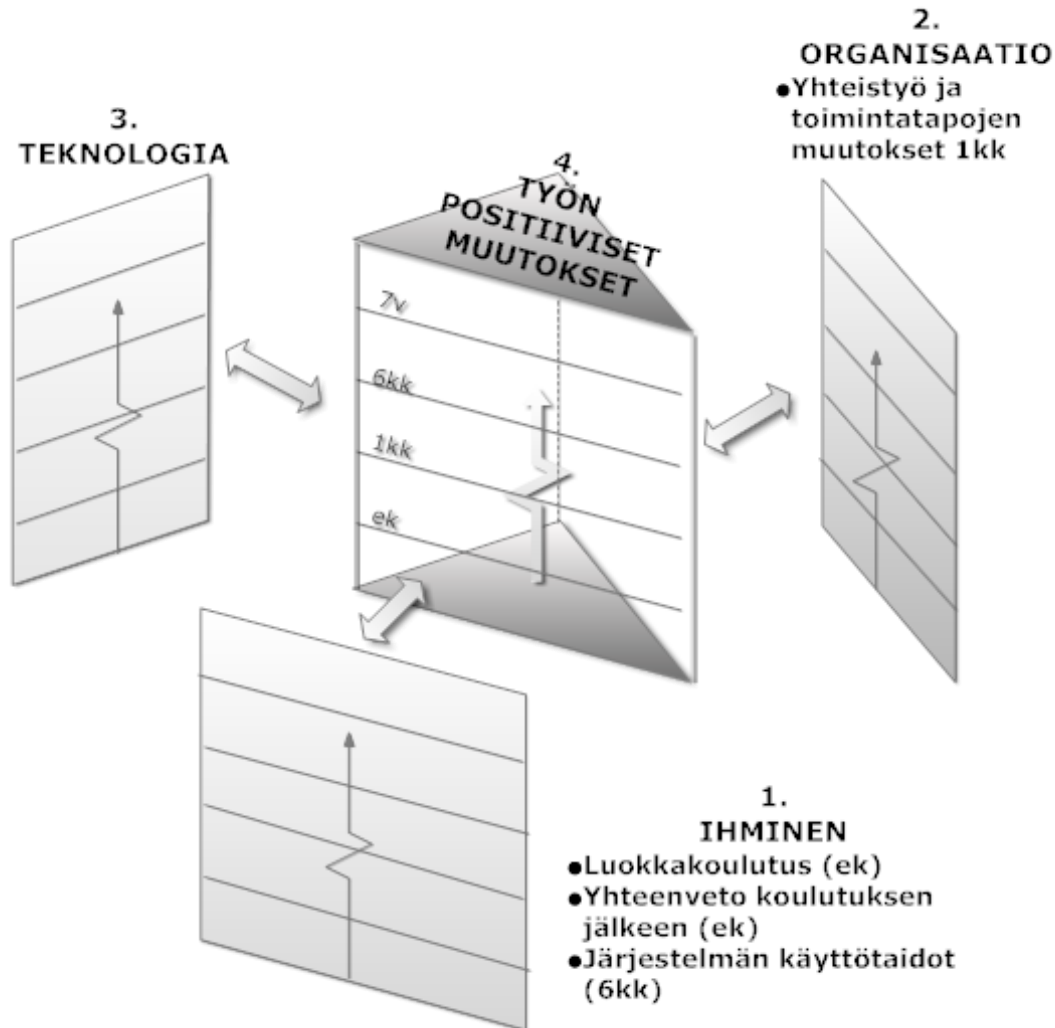 2.
ORGANISAATIO
●Yhteistyö ja
toimintatapojen
muutokset 1kk
3.
TEKNOLOGIA
4.
TYÖN
POSITIIVISET
MUUTOKSET
7v
6kk
1kk
ek
1.
IHMINEN
●Luokkakoulutus (ek)
●Yhteenveto koulutuksen
jälkeen (ek)
●Järjestelmän käyttötaidot
(6kk)